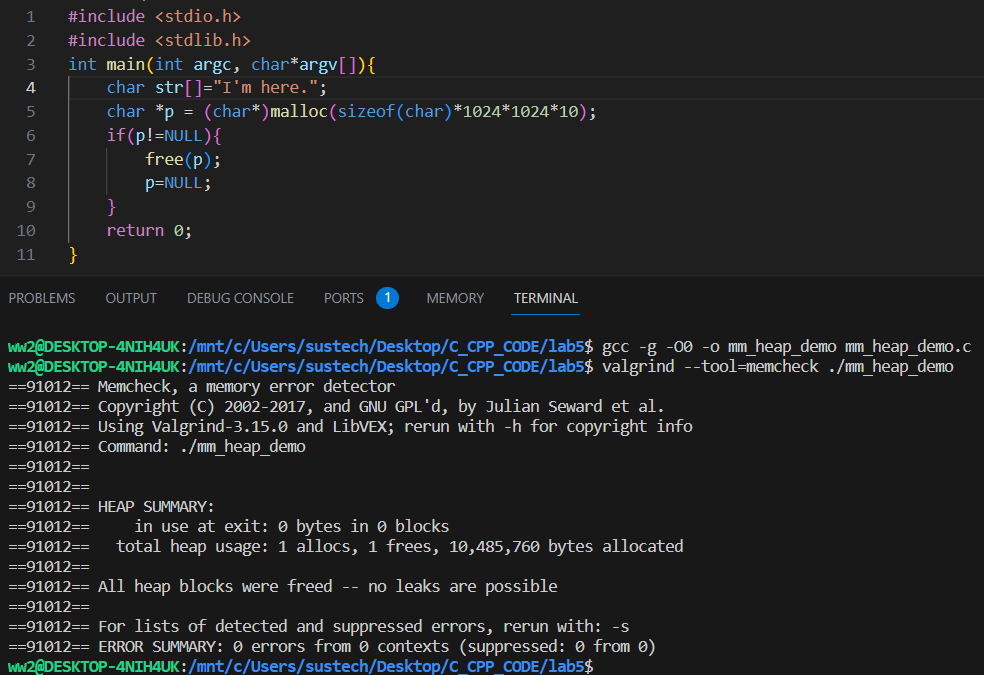 1 #include <stdio.h>
2 #include <stdlib.h>
3 int main(int argc, char*argv[]){
4 char str[]="I'm here.";
5 char *p = (char*)malloc(sizeof(char)*1024*1024*10);
6 if(p!=NULL){
7 free(p);
8 p=NULL;
9 }
10 return 0;
11 }
PROBLEMS OUTPUT DEBUG CONSOLE PORTS 1 MEMORY TERMINAL
ww2@DESKTOP-4NIH4UK:/mnt/c/Users/sustech/Desktop/C_CPP_CODE/lab5$ gcc -g -O0 -o mm_heap_demo mm_heap_demo.c
ww2@DESKTOP-4NIH4UK:/mnt/c/Users/sustech/Desktop/C_CPP_CODE/lab5$ valgrind --tool=memcheck ./mm_heap_demo
==91012== Memcheck, a memory error detector
==91012== Copyright (C) 2002-2017, and GNU GPL'd, by Julian Seward et al.
==91012== Using Valgrind-3.15.0 and LibVEX; rerun with -h for copyright info
==91012== Command: ./mm_heap_demo
==91012==
==91012==
==91012== HEAP SUMMARY:
==91012== in use at exit: 0 bytes in 0 blocks
==91012== total heap usage: 1 allocs, 1 frees, 10,485,760 bytes allocated
==91012==
==91012== All heap blocks were freed -- no leaks are possible
==91012==
==91012== For lists of detected and suppressed errors, rerun with: -s
==91012== ERROR SUMMARY: 0 errors from 0 contexts (suppressed: 0 from 0)
ww2@DESKTOP-4NIH4UK:/mnt/c/Users/sustech/Desktop/C_CPP_CODE/lab5$